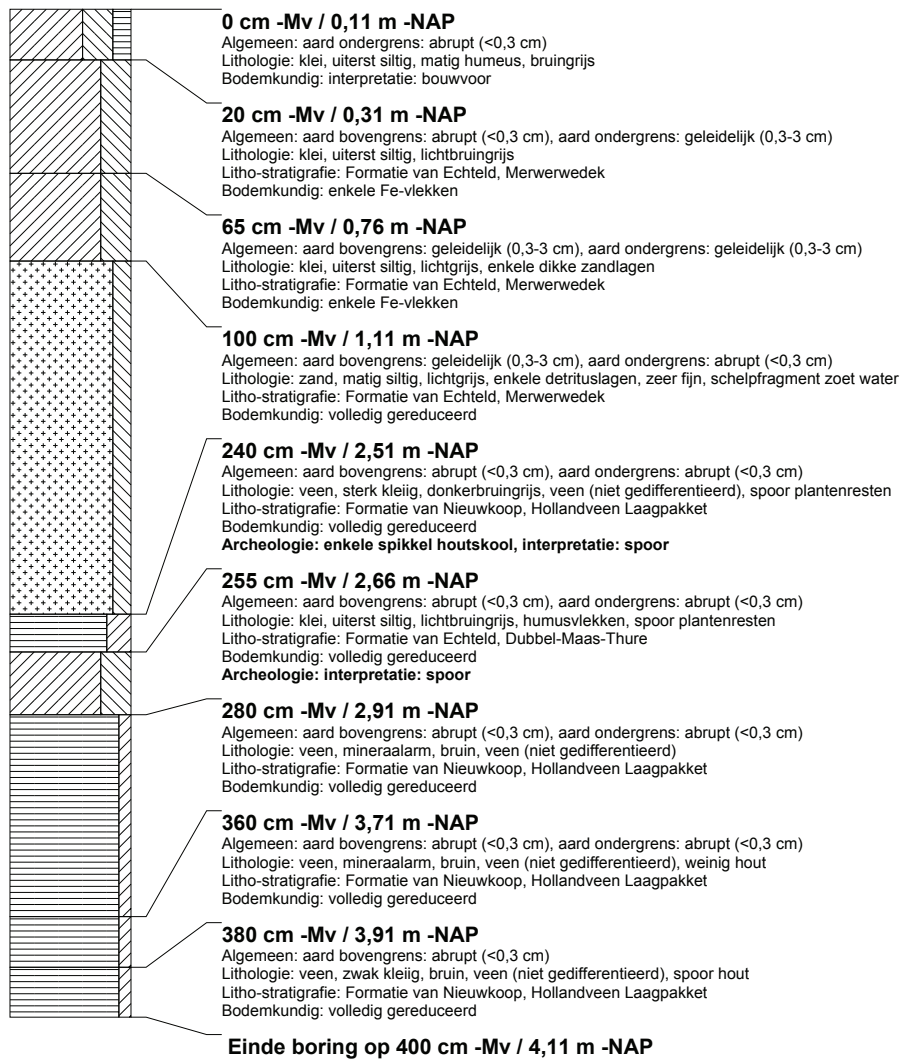 0 cm -Mv / 0,11 m -NAP
Algemeen: aard ondergrens: abrupt (<0,3 cm)
Lithologie: klei, uiterst siltig, matig humeus, bruingrijs
Bodemkundig: interpretatie: bouwvoor
20 cm -Mv / 0,31 m -NAP
Algemeen: aard bovengrens: abrupt (<0,3 cm), aard ondergrens: geleidelijk (0,3-3 cm)
Lithologie: klei, uiterst siltig, lichtbruingrijs
Litho-stratigrafie: Formatie van Echteld, Merwerwedek
Bodemkundig: enkele Fe-vlekken
65 cm -Mv / 0,76 m -NAP
Algemeen: aard bovengrens: geleidelijk (0,3-3 cm), aard ondergrens: geleidelijk (0,3-3 cm)
Lithologie: klei, uiterst siltig, lichtgrijs, enkele dikke zandlagen
Litho-stratigrafie: Formatie van Echteld, Merwerwedek
Bodemkundig: enkele Fe-vlekken
100 cm -Mv / 1,11 m -NAP
Algemeen: aard bovengrens: geleidelijk (0,3-3 cm), aard ondergrens: abrupt (<0,3 cm)
Lithologie: zand, matig siltig, lichtgrijs, enkele detrituslagen, zeer fijn, schelpfragment zoet water
Litho-stratigrafie: Formatie van Echteld, Merwerwedek
Bodemkundig: volledig gereduceerd
240 cm -Mv / 2,51 m -NAP
Algemeen: aard bovengrens: abrupt (<0,3 cm), aard ondergrens: abrupt (<0,3 cm)
Lithologie: veen, sterk kleiig, donkerbruingrijs, veen (niet gedifferentieerd), spoor plantenresten
Litho-stratigrafie: Formatie van Nieuwkoop, Hollandveen Laagpakket
Bodemkundig: volledig gereduceerd
Archeologie: enkele spikkel houtskool, interpretatie: spoor
255 cm -Mv / 2,66 m -NAP
Algemeen: aard bovengrens: abrupt (<0,3 cm), aard ondergrens: abrupt (<0,3 cm)
Lithologie: klei, uiterst siltig, lichtbruingrijs, humusvlekken, spoor plantenresten
Litho-stratigrafie: Formatie van Echteld, Dubbel-Maas-Thure
Bodemkundig: volledig gereduceerd
Archeologie: interpretatie: spoor
280 cm -Mv / 2,91 m -NAP
Algemeen: aard bovengrens: abrupt (<0,3 cm), aard ondergrens: abrupt (<0,3 cm)
Lithologie: veen, mineraalarm, bruin, veen (niet gedifferentieerd)
Litho-stratigrafie: Formatie van Nieuwkoop, Hollandveen Laagpakket
Bodemkundig: volledig gereduceerd
360 cm -Mv / 3,71 m -NAP
Algemeen: aard bovengrens: abrupt (<0,3 cm), aard ondergrens: abrupt (<0,3 cm)
Lithologie: veen, mineraalarm, bruin, veen (niet gedifferentieerd), weinig hout
Litho-stratigrafie: Formatie van Nieuwkoop, Hollandveen Laagpakket
Bodemkundig: volledig gereduceerd
380 cm -Mv / 3,91 m -NAP
Algemeen: aard bovengrens: abrupt (<0,3 cm)
Lithologie: veen, zwak kleiig, bruin, veen (niet gedifferentieerd), spoor hout
Litho-stratigrafie: Formatie van Nieuwkoop, Hollandveen Laagpakket
Bodemkundig: volledig gereduceerd
Einde boring op 400 cm -Mv / 4,11 m -NAP